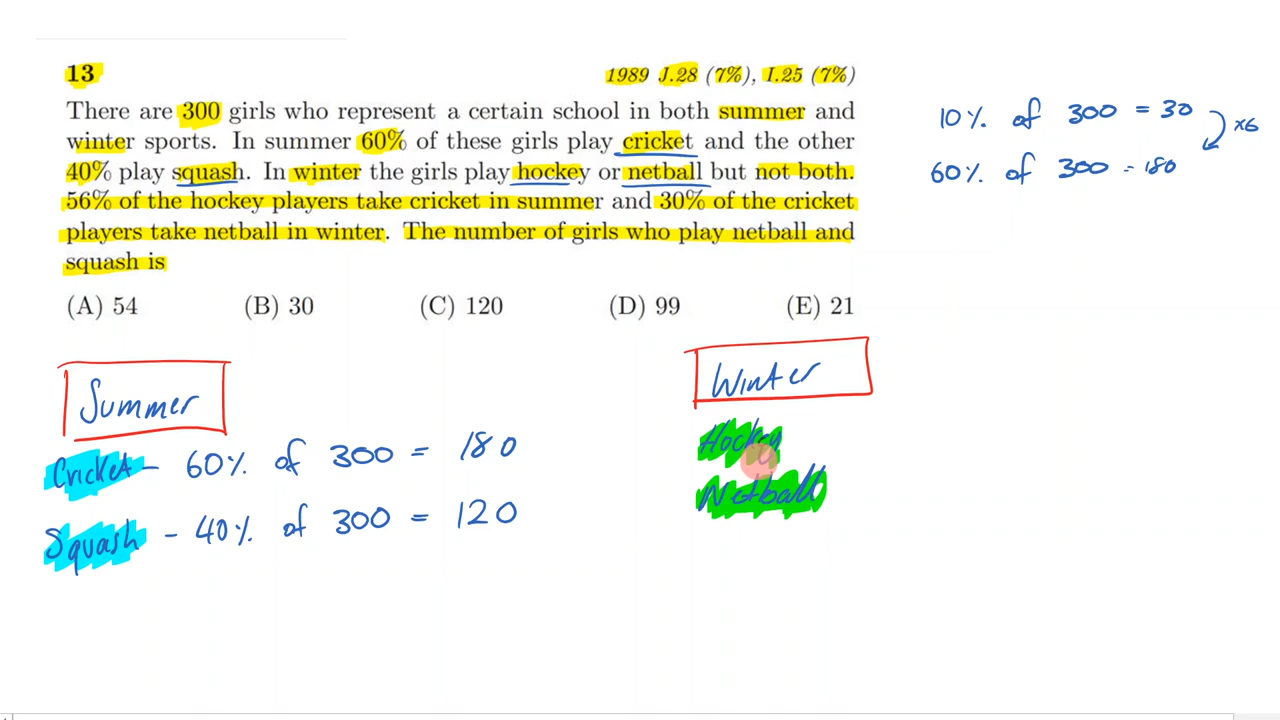 13
1989 J.28 (7%), I.25 (7%)
There are 300 girls who represent a certain school in both summer and
winter sports. In summer 60% of these girls play cricket and the other
40% play squash. In winter the girls play hockey or netball but not both.
56% of the hockey players take cricket in summer and 30% of the cricket
players take netball in winter. The number of girls who play netball and
squash is
(A) 54 (B) 30 (C) 120 (D) 99 (E) 21
10% of 300 = 30
x6
60% of 300 = 180
Summer
Cricket - 60% of 300 = 180
Squash - 40% of 300 = 120
Winter
Hockey
Netball